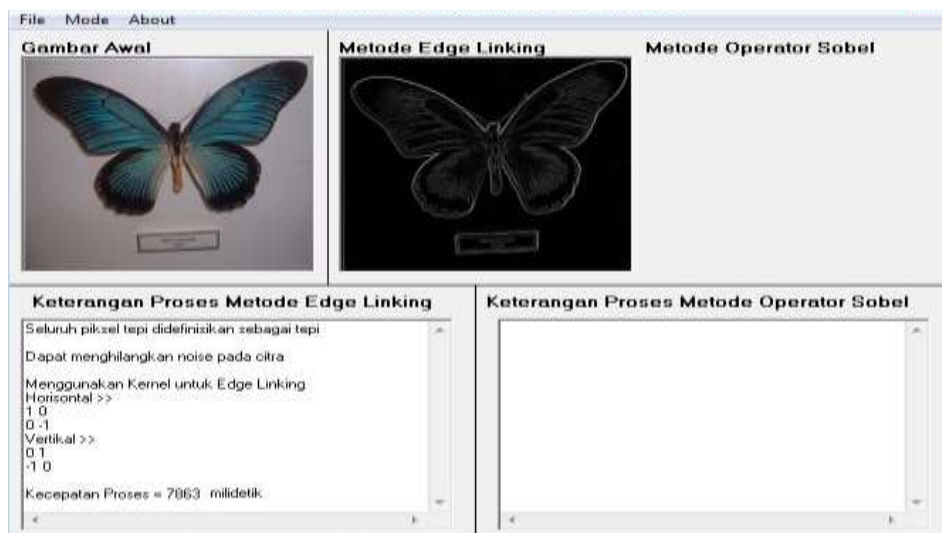 File Mode About
Gambar Awal
Metode Edge Linking
Metode Operator Sobel
Keterangan Proses Metode Edge Linking
Seluruh piksel tepi didefinisikan sebagai tepi
Dapat menghilangkan noise pada citra
Menggunakan Kernel untuk Edge Linking
Horisontal >>
1 0
0 -1
Vertikal >>
0 1
-1 0
Kecepatan Proses = 7863 milidetik
Keterangan Proses Metode Operator Sobel